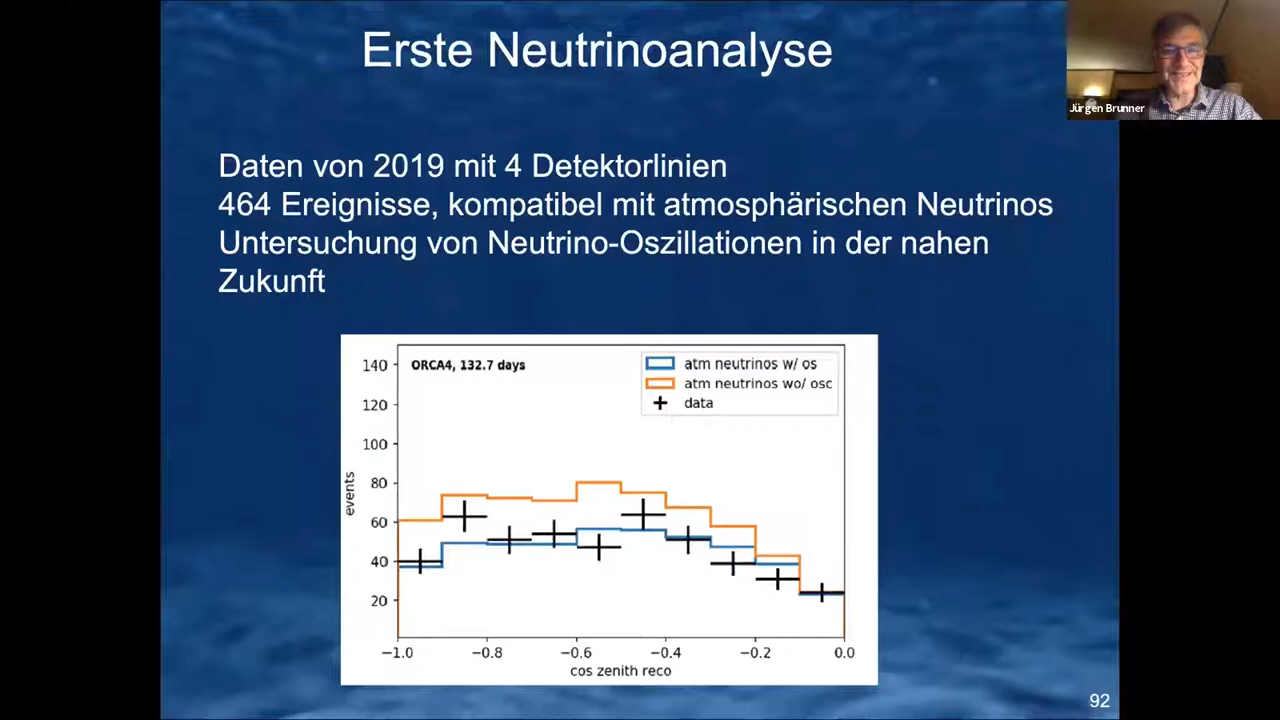 Erste Neutrinoanalyse
Jürgen Brunner
Daten von 2019 mit 4 Detektorlinien
464 Ereignisse, kompatibel mit atmosphärischen Neutrinos
Untersuchung von Neutrino-Oszillationen in der nahen
Zukunft
ORCA4, 132.7 days
atm neutrinos w/ os
atm neutrinos wo/ osc
data
140
120
100
80
60
40
20
events
−1.0 −0.8 −0.6 −0.4 −0.2 0.0
cos zenith reco
92